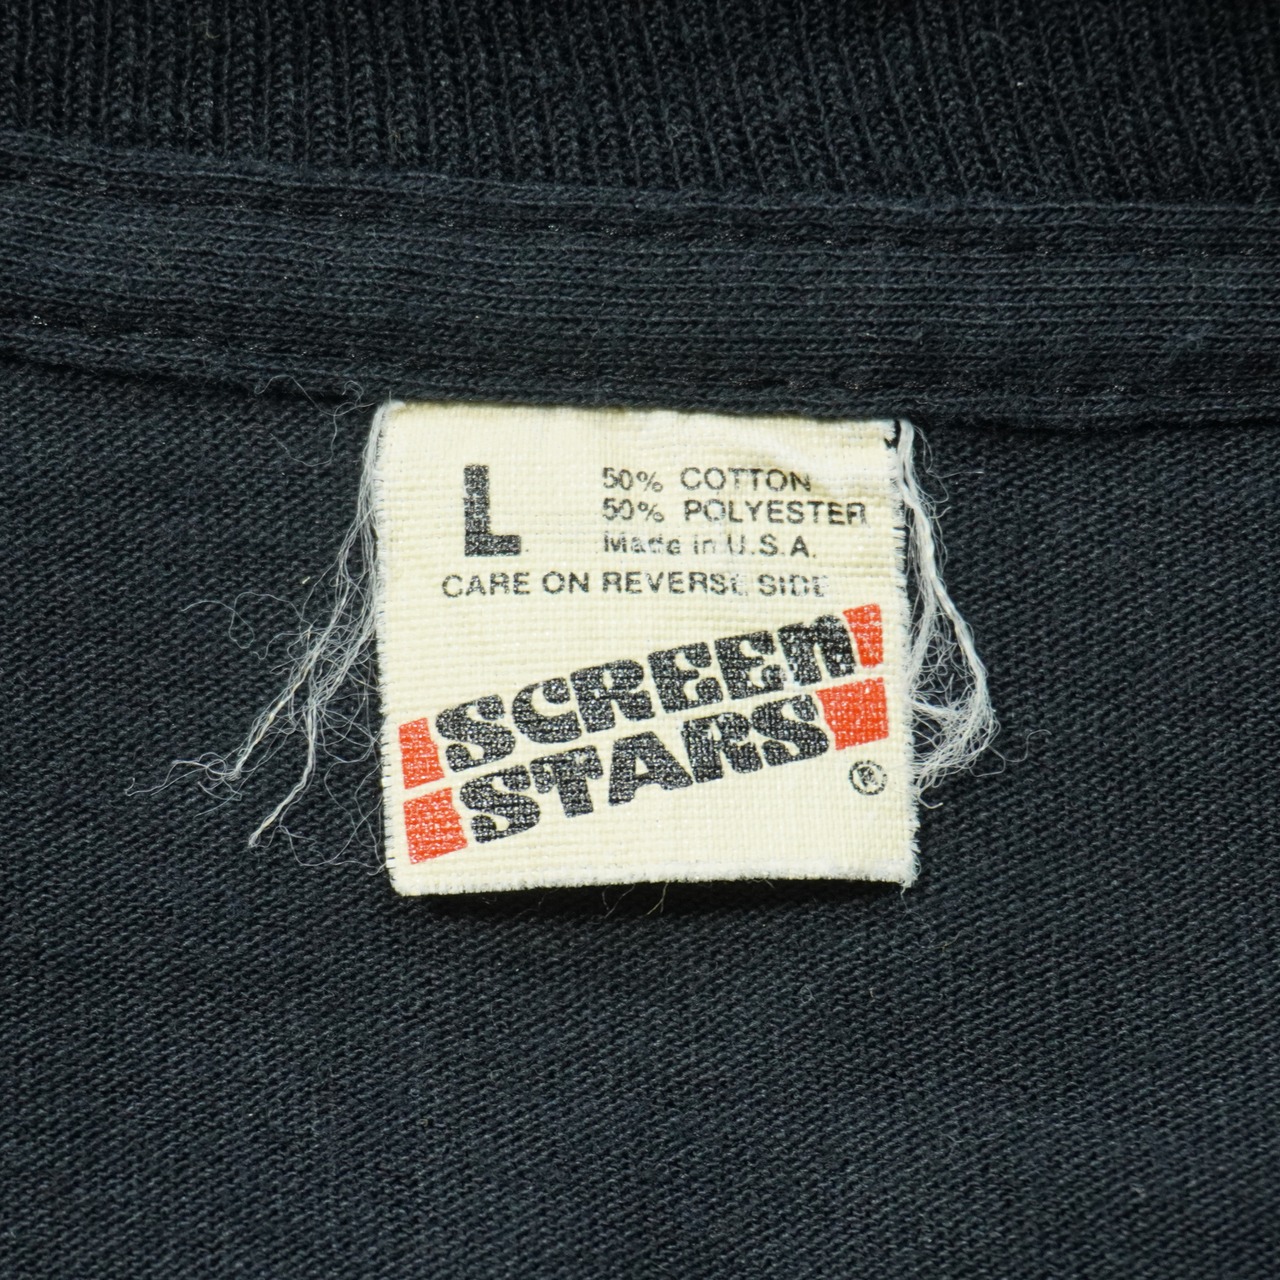 L
50% COTTON
50% POLYESTER
Made in U.S.A.
CARE ON REVERSE SIDE
SCREEN
STARS
®